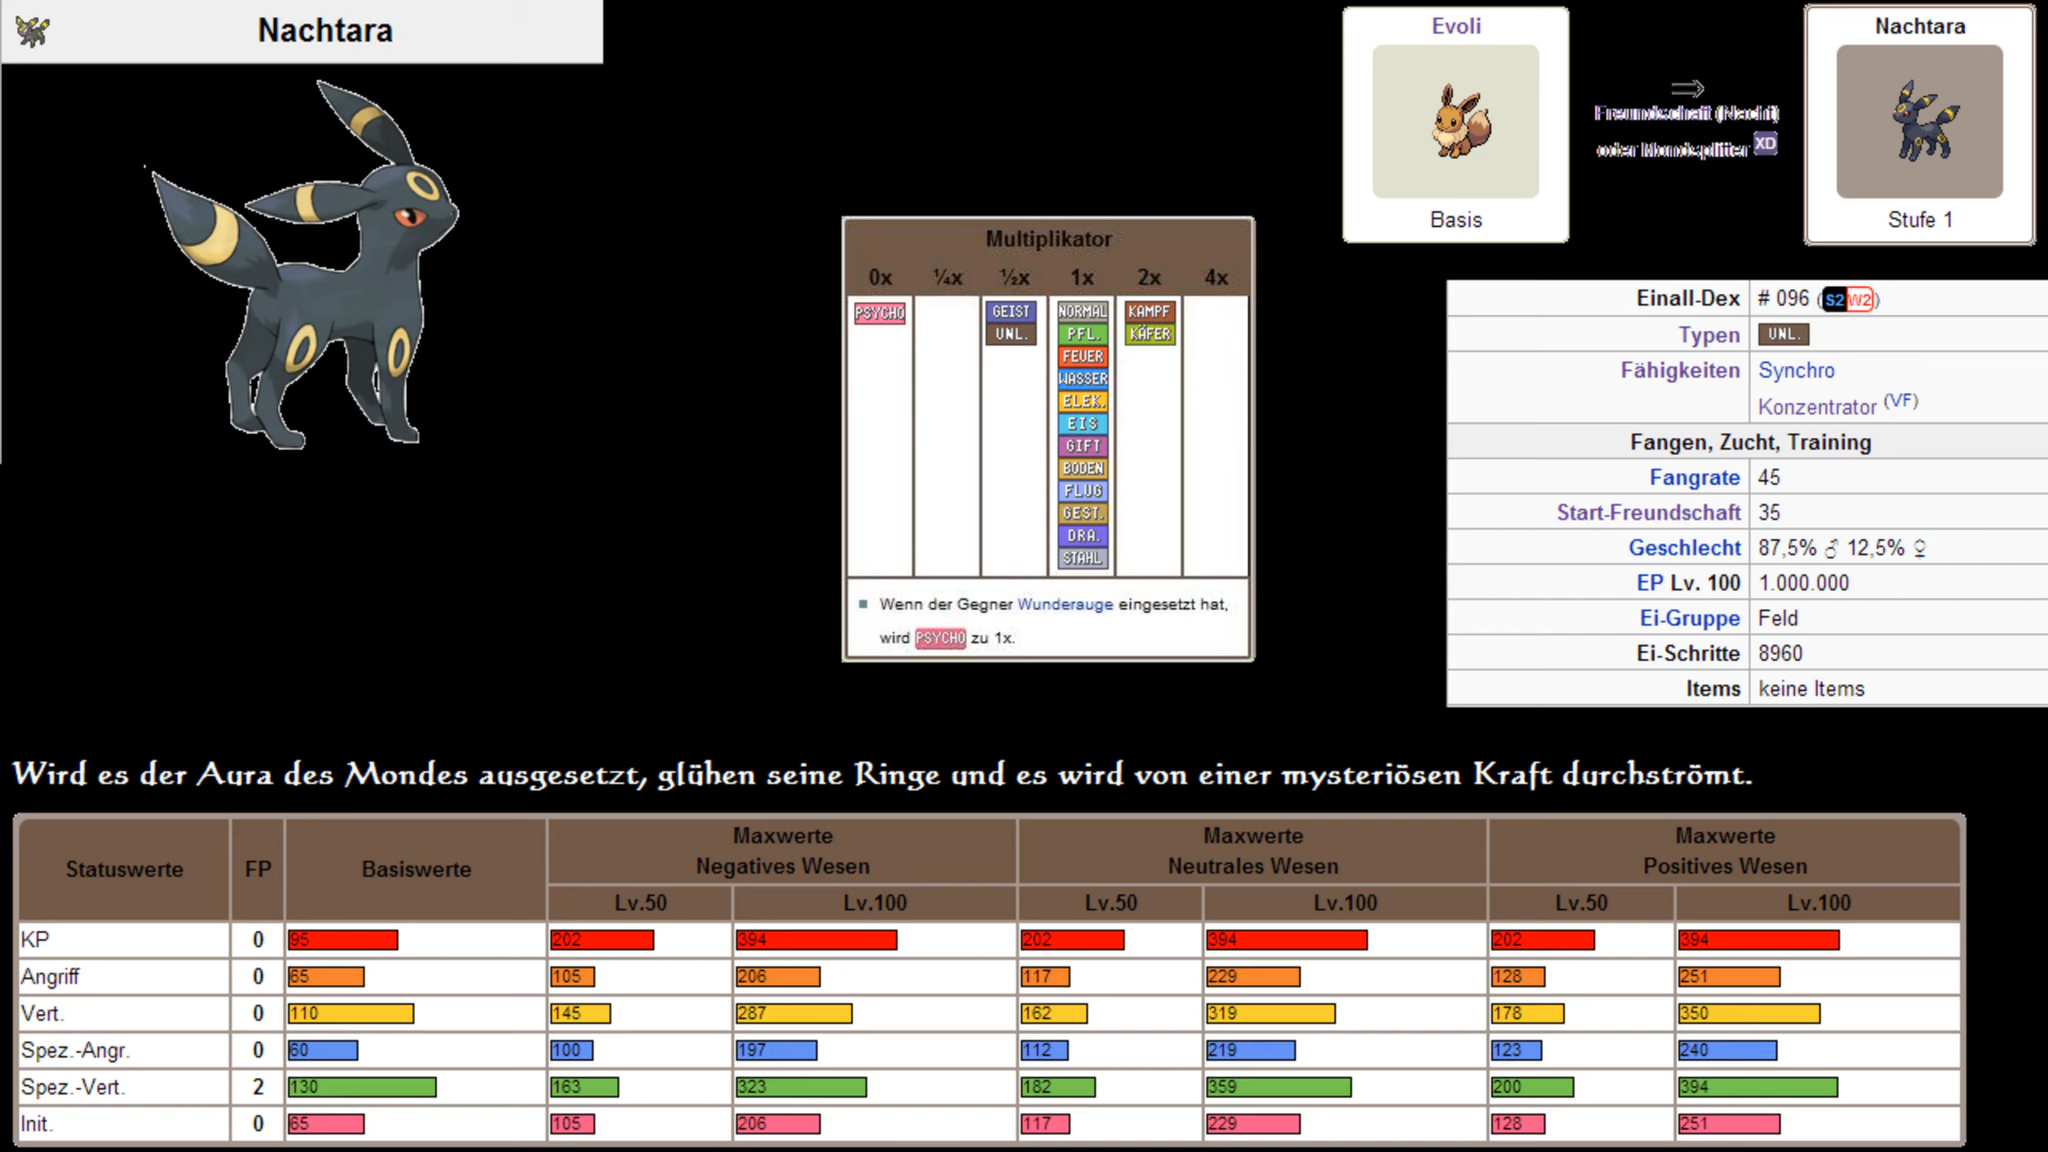 Nachtara
Evoli
Basis
⇒
Freundschaft (Nacht)
oder Mondsplitter XD
Nachtara
Stufe 1
Multiplikator
0x ¼x ½x 1x 2x 4x
PSYCHO GEIST NORMAL KAMPF
UNL. PFL. KÄFER
FEUER
WASSER
ELEK.
EIS
GIFT
BODEN
FLUG
GEST.
DRA.
STAHL
Wenn der Gegner Wunderauge eingesetzt hat,
wird PSYCHO zu 1x.
Einall-Dex # 096 (S2W2)
Typen UNL.
Fähigkeiten Synchro
Konzentrator (VF)
Fangen, Zucht, Training
Fangrate 45
Start-Freundschaft 35
Geschlecht 87,5% ♂ 12,5% ♀
EP Lv. 100 1.000.000
Ei-Gruppe Feld
Ei-Schritte 8960
Items keine Items
Wird es der Aura des Mondes ausgesetzt, glühen seine Ringe und es wird von einer mysteriösen Kraft durchströmt.
Statuswerte FP Basiswerte Maxwerte Negatives Wesen Maxwerte Neutrales Wesen Maxwerte Positives Wesen
Lv.50 Lv.100 Lv.50 Lv.100 Lv.50 Lv.100
KP 0 95 202 394 202 394 202 394
Angriff 0 65 105 206 117 229 128 251
Vert. 0 110 145 287 162 319 178 350
Spez.-Angr. 0 60 100 197 112 219 123 240
Spez.-Vert. 2 130 163 323 182 359 200 394
Init. 0 65 105 206 117 229 128 251